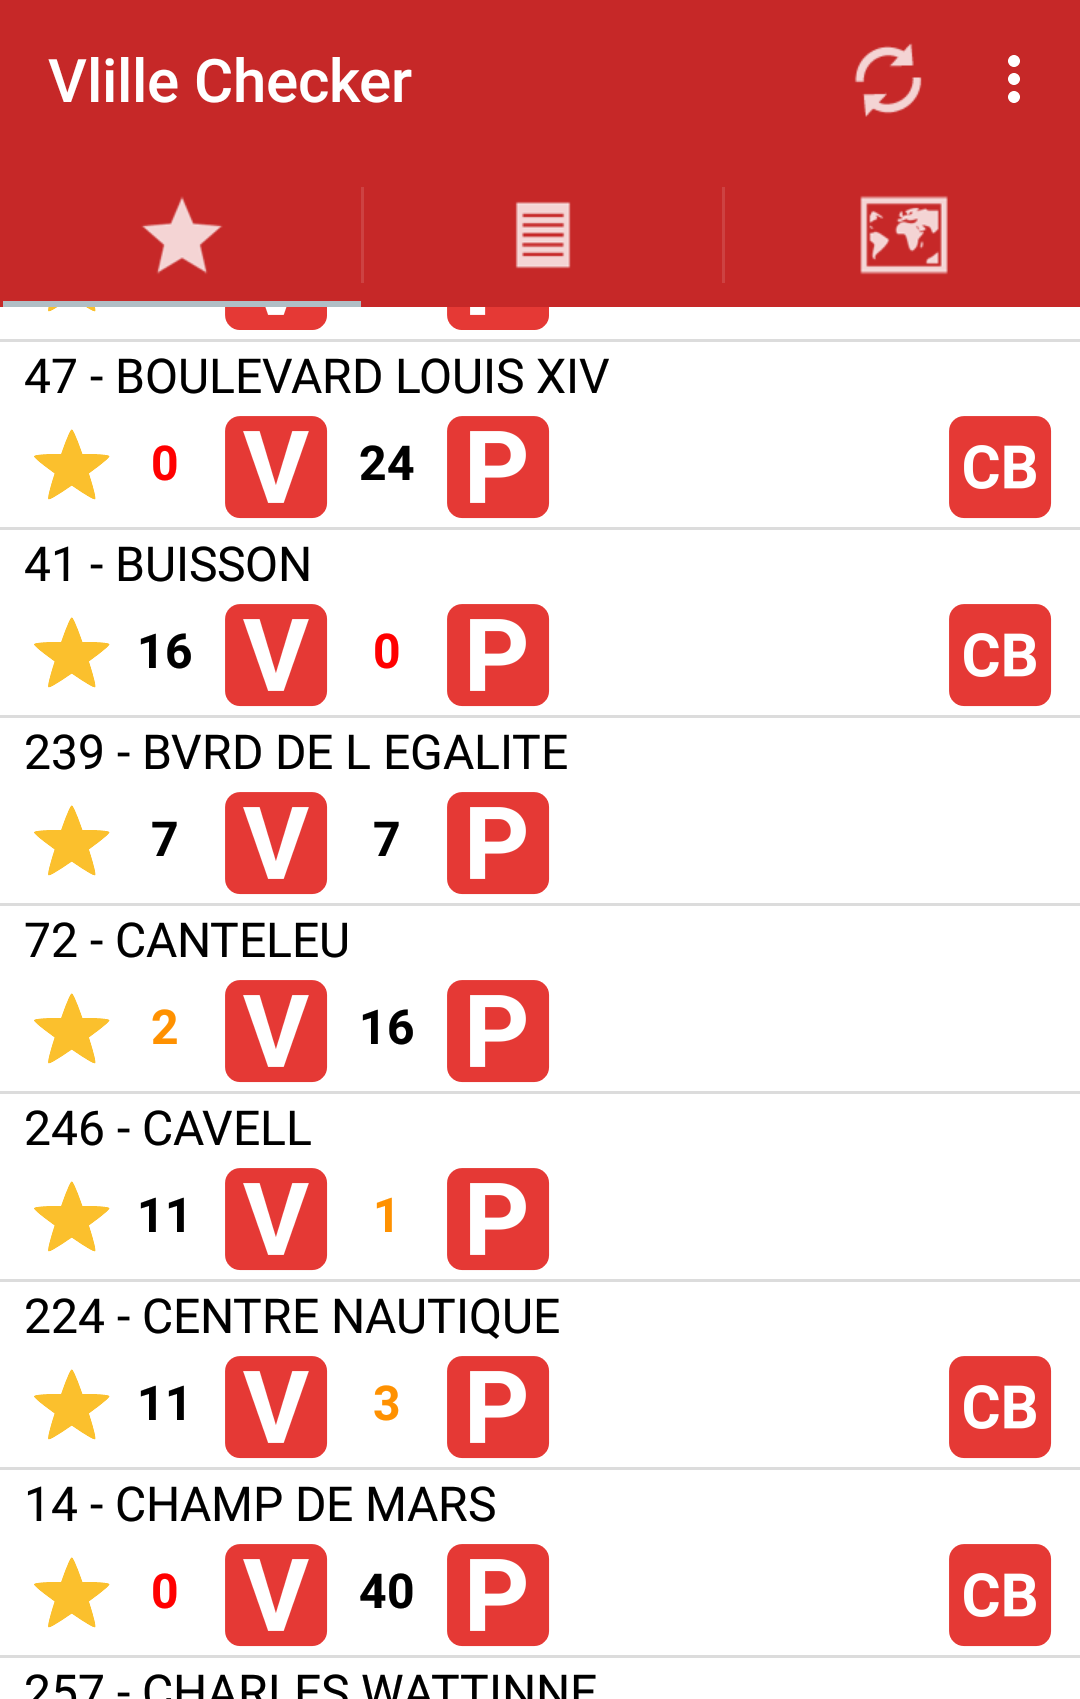 Vlille Checker
V P
47 - BOULEVARD LOUIS XIV
0 V 24 P CB
41 - BUISSON
16 V 0 P CB
239 - BVRD DE L EGALITE
7 V 7 P
72 - CANTELEU
2 V 16 P
246 - CAVELL
11 V 1 P
224 - CENTRE NAUTIQUE
11 V 3 P CB
14 - CHAMP DE MARS
0 V 40 P CB
257 - CHARLES WATTINNE